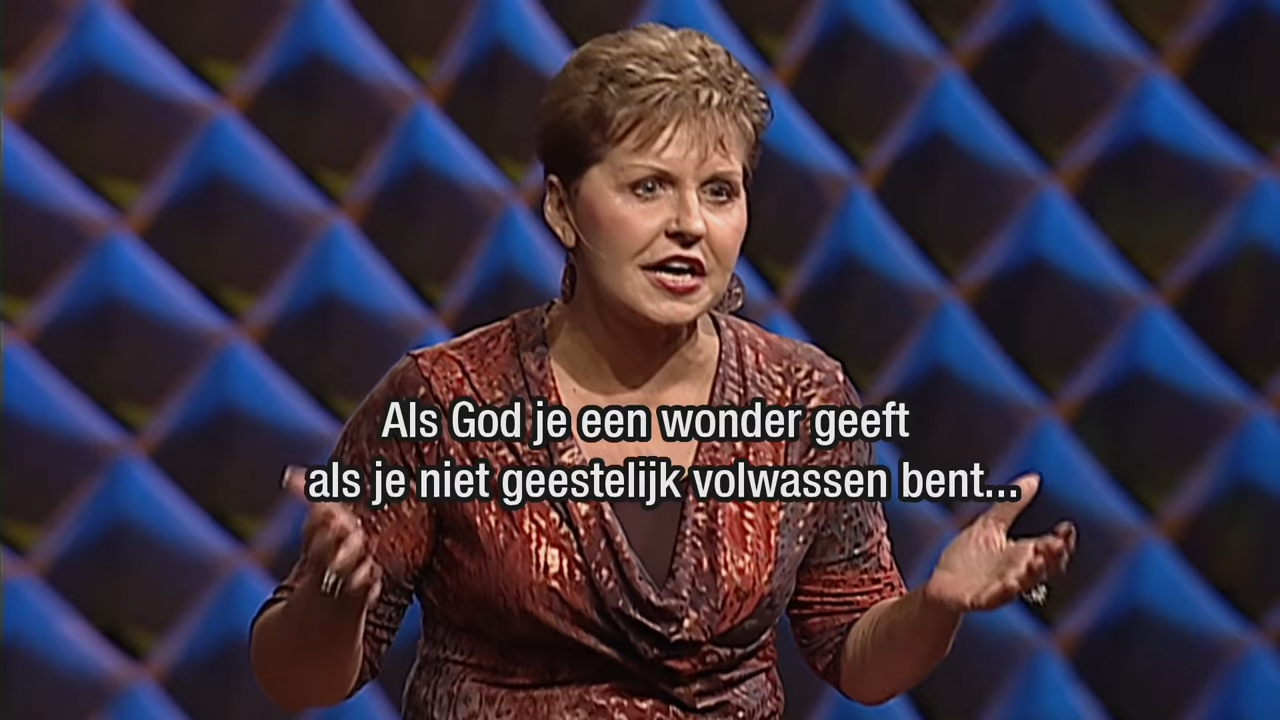 Als God je een wonder geeft
als je niet geestelijk volwassen bent...